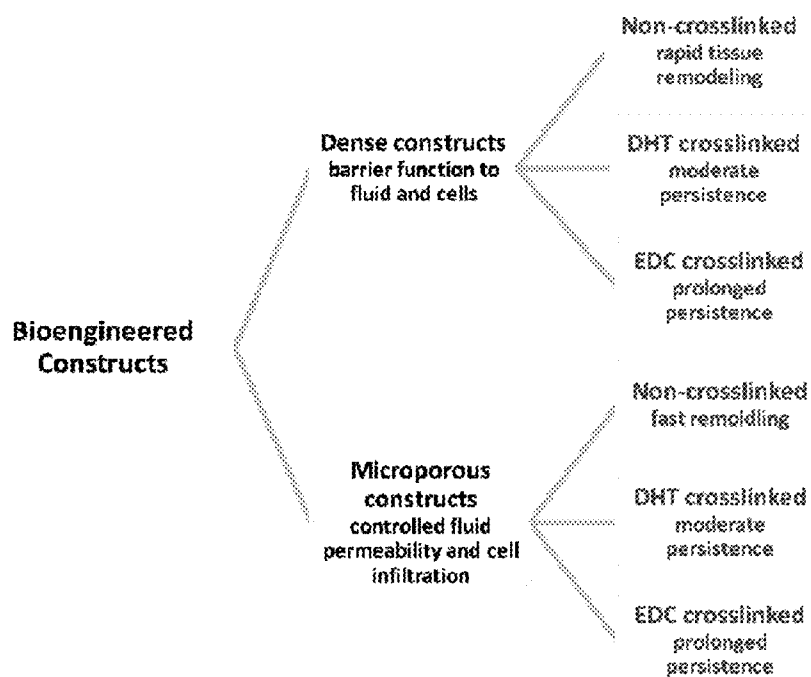 Bioengineered
Constructs
Dense constructs
barrier function to
fluid and cells
Non-crosslinked
rapid tissue
remodeling
DHT crosslinked
moderate
persistence
EDC crosslinked
prolonged
persistence
Microporous
constructs
controlled fluid
permeability and cell
infiltration
Non-crosslinked
fast remoldling
DHT crosslinked
moderate
persistence
EDC crosslinked
prolonged
persistence